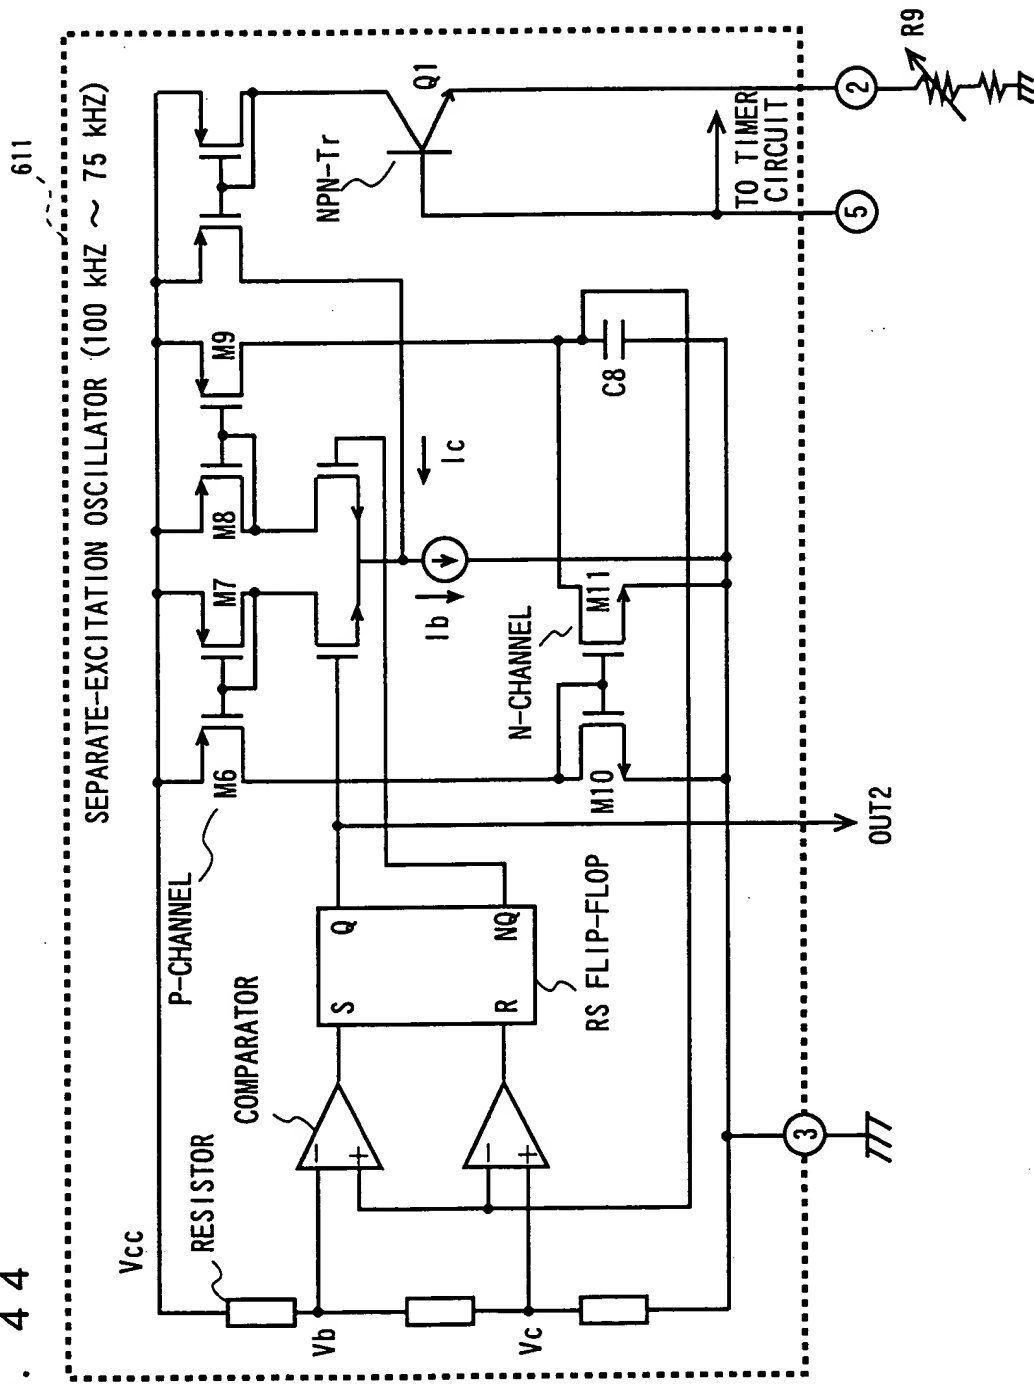 . 44
611
SEPARATE-EXCITATION OSCILLATOR (100 kHZ ~ 75 kHZ)
Vcc
RESISTOR
Vb
Vc
COMPARATOR
-
+
-
+
S
R
Q
NQ
RS FLIP-FLOP
P-CHANNEL
M6
M7
M8
M9
Ib
Ic
N-CHANNEL
M10
M11
C8
NPN-Tr
Q1
TO TIMER
CIRCUIT
OUT2
3
5
2
R9